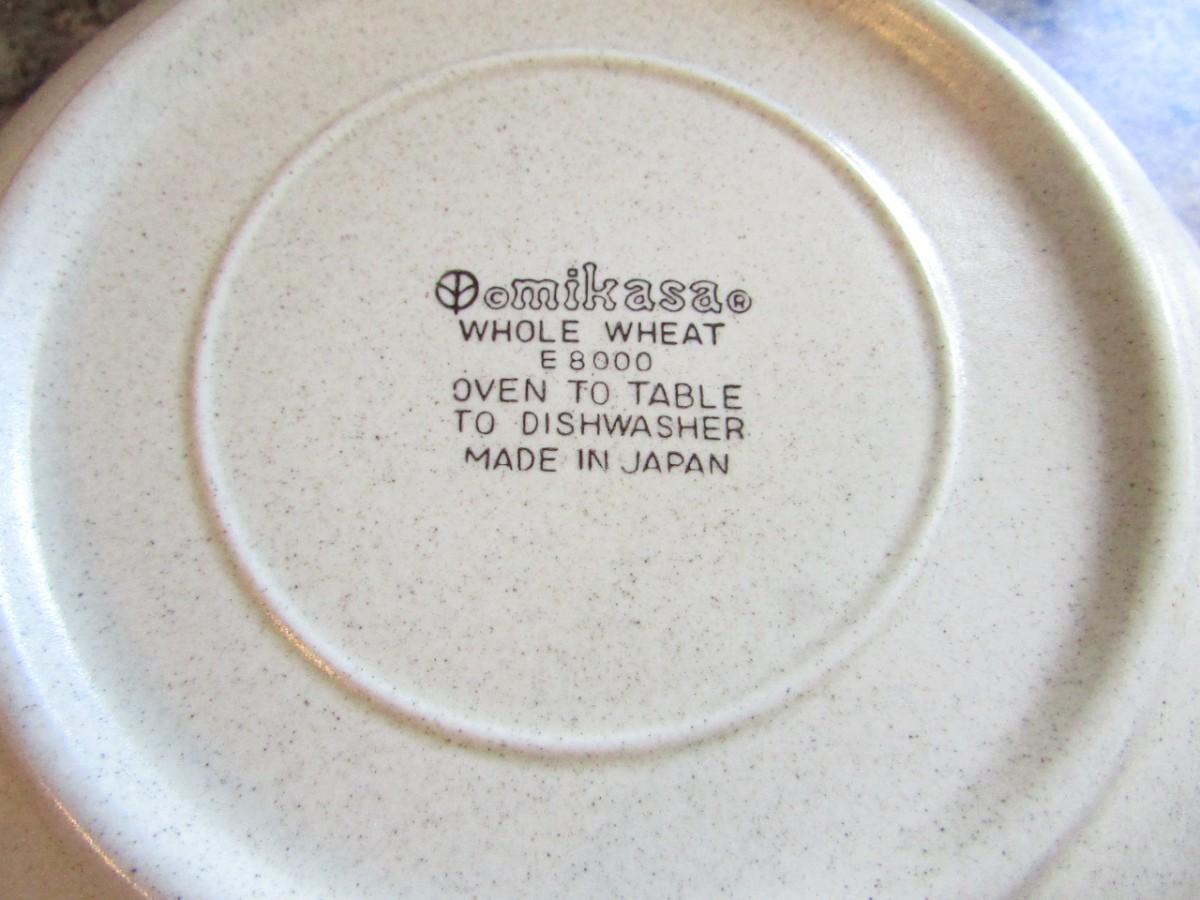 ©mikasa®
WHOLE WHEAT
E 8000
OVEN TO TABLE
TO DISHWASHER
MADE IN JAPAN